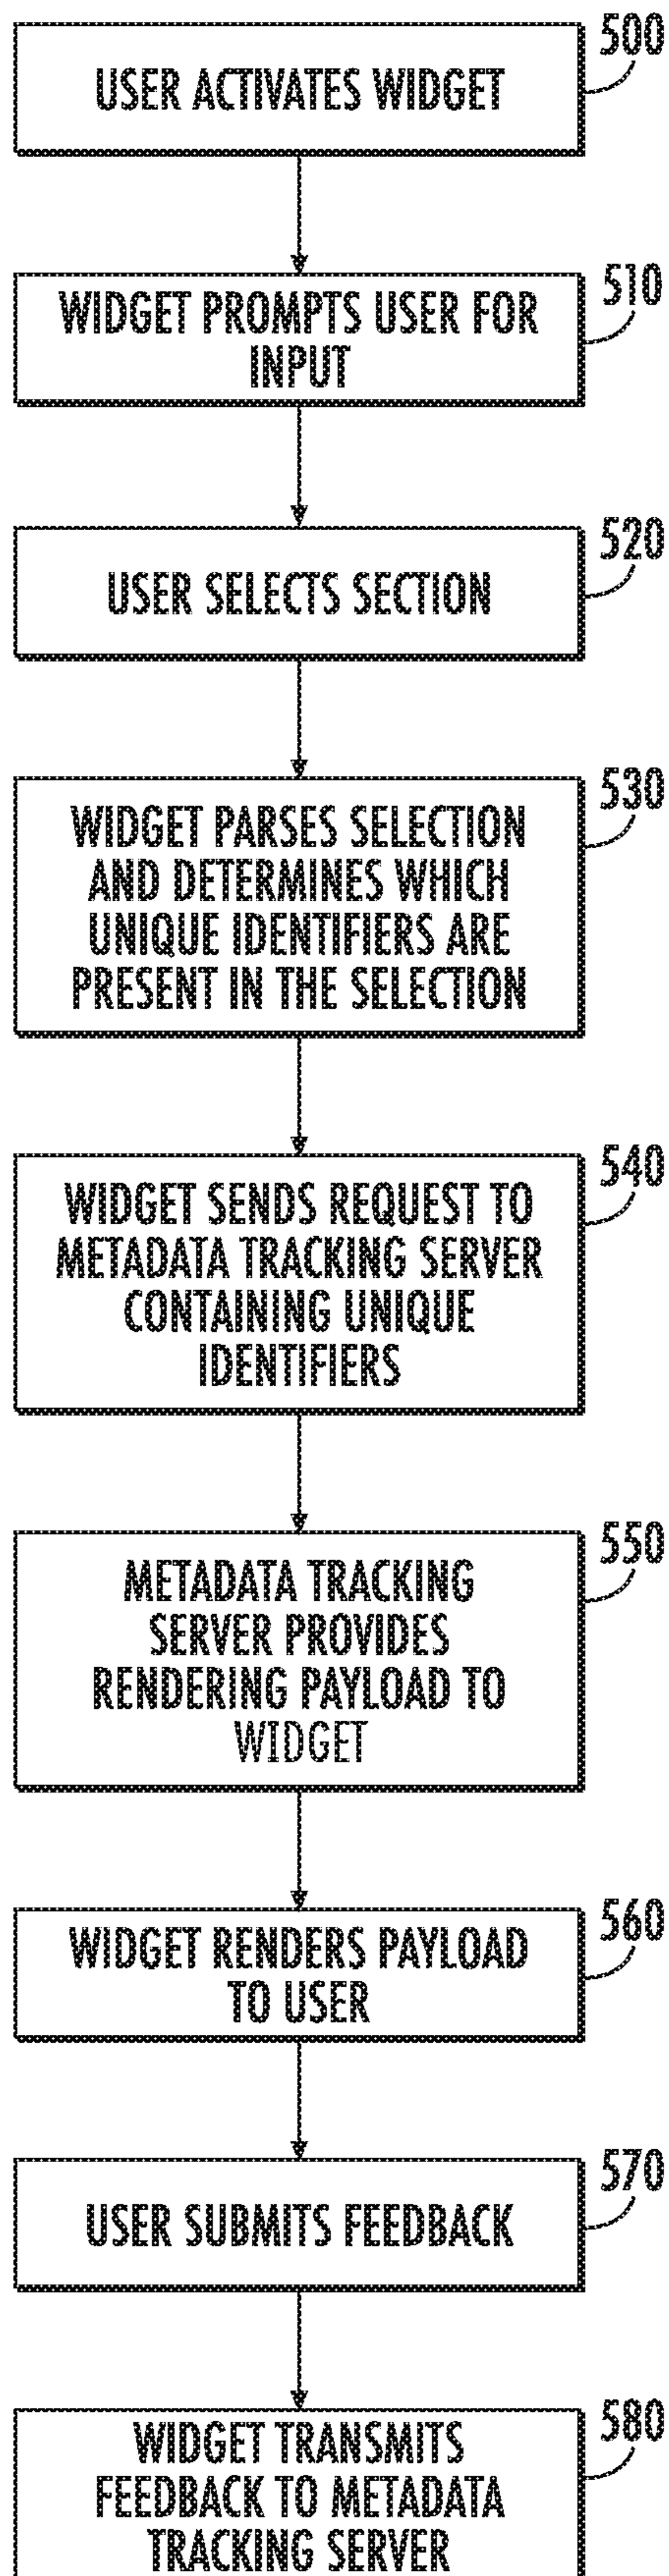 500
USER ACTIVATES WIDGET
510
WIDGET PROMPTS USER FOR
INPUT
520
USER SELECTS SECTION
530
WIDGET PARSES SELECTION
AND DETERMINES WHICH
UNIQUE IDENTIFIERS ARE
PRESENT IN THE SELECTION
540
WIDGET SENDS REQUEST TO
METADATA TRACKING SERVER
CONTAINING UNIQUE
IDENTIFIERS
550
METADATA TRACKING
SERVER PROVIDES
RENDERING PAYLOAD TO
WIDGET
560
WIDGET RENDERS PAYLOAD
TO USER
570
USER SUBMITS FEEDBACK
580
WIDGET TRANSMITS
FEEDBACK TO METADATA
TRACKING SERVER